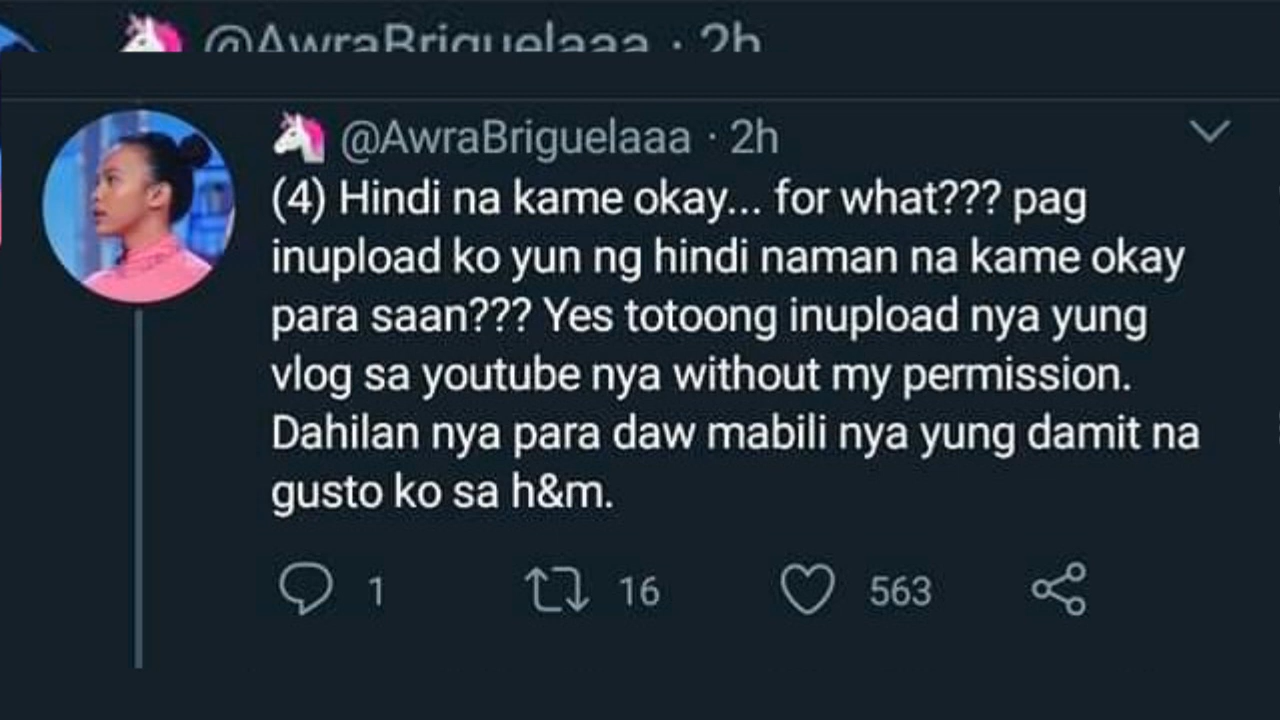 @AwraBriguelaaa · 2h
@AwraBriguelaaa · 2h
(4) Hindi na kame okay... for what??? pag
inupload ko yun ng hindi naman na kame okay
para saan??? Yes totoong inupload nya yung
vlog sa youtube nya without my permission.
Dahilan nya para daw mabili nya yung damit na
gusto ko sa h&m.
1 16 563